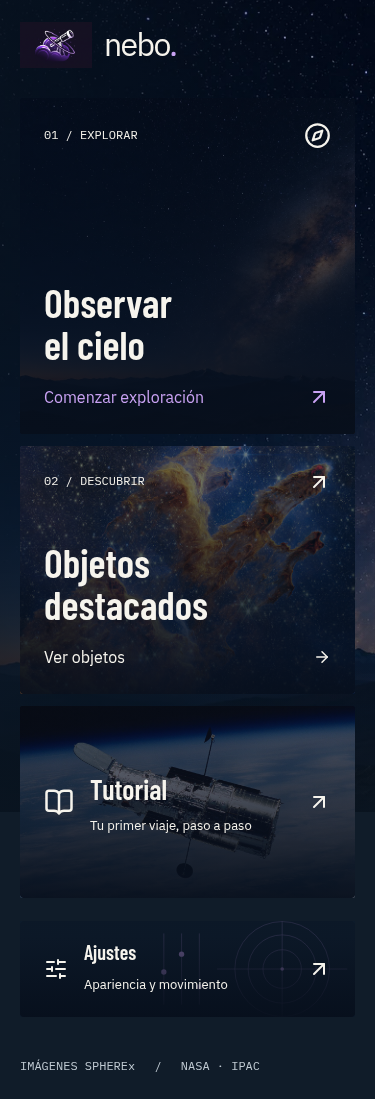 nebo.
01 / EXPLORAR
Observar
el cielo
Comenzar exploración
02 / DESCUBRIR
Objetos
destacados
Ver objetos
Tutorial
Tu primer viaje, paso a paso
Ajustes
Apariencia y movimiento
IMÁGENES SPHEREx / NASA · IPAC